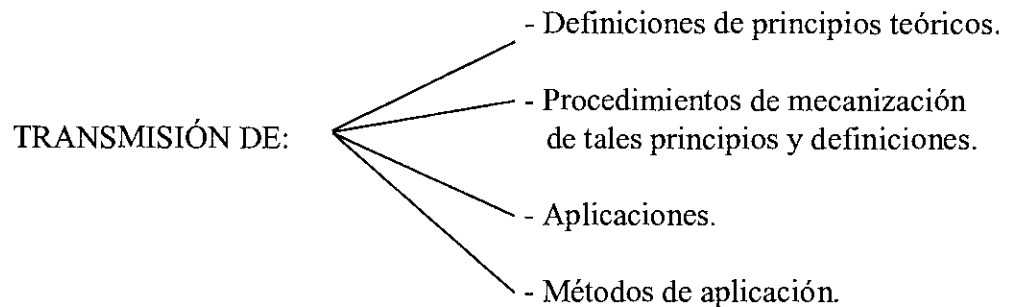 - Definiciones de principios teóricos.
- Procedimientos de mecanización
de tales principios y definiciones.
TRANSMISIÓN DE:
- Aplicaciones.
- Métodos de aplicación.